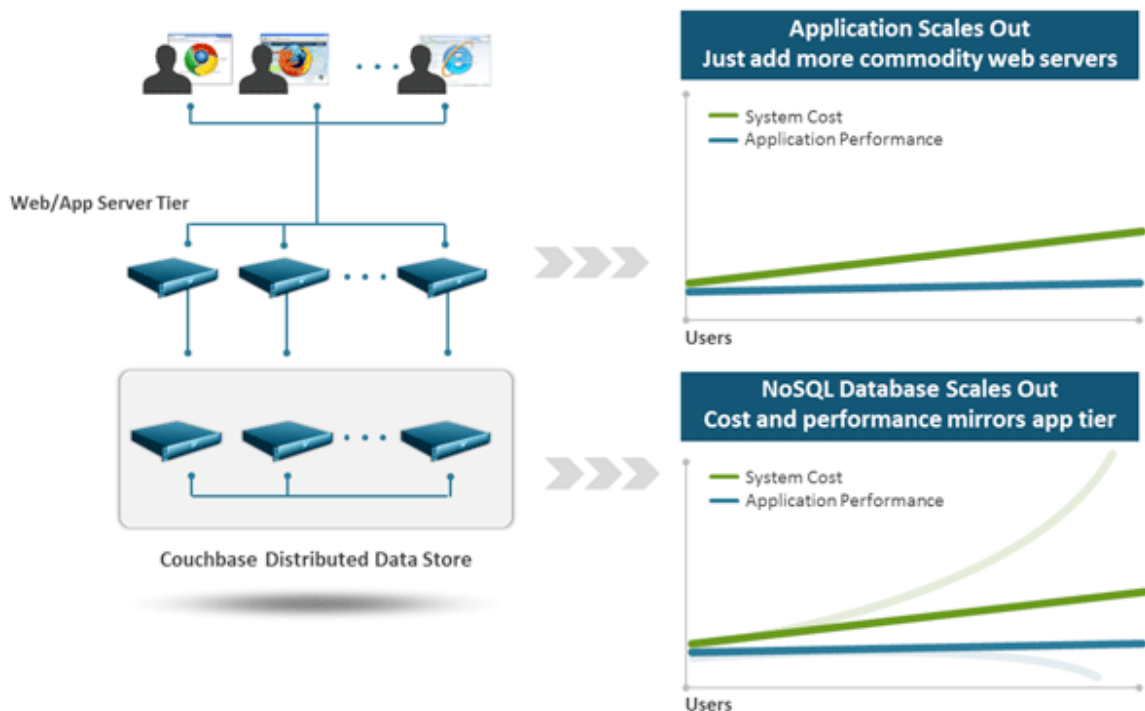 Application Scales Out
Just add more commodity web servers
System Cost
Application Performance
Web/App Server Tier
Users
NoSQL Database Scales Out
Cost and performance mirrors app tier
System Cost
Application Performance
Couchbase Distributed Data Store
Users